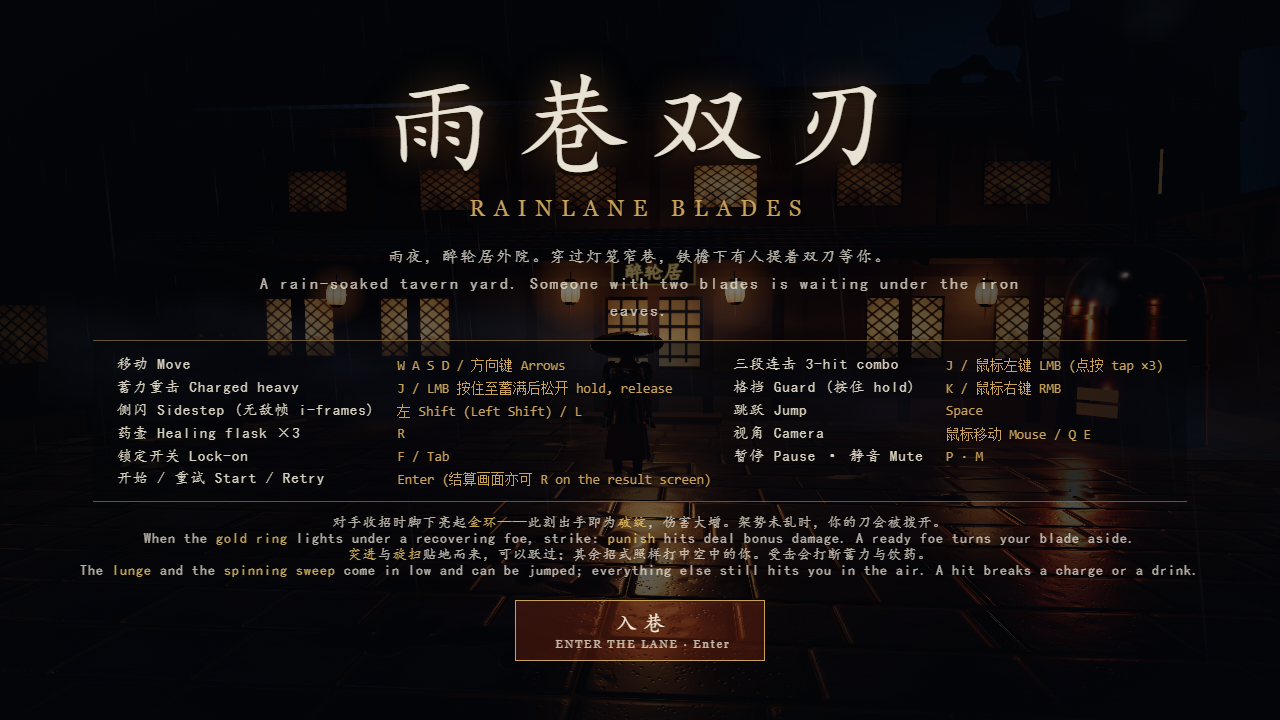 雨巷双刃
RAINLANE BLADES
雨夜，醉轮居外院。穿过灯笼窄巷，铁檐下有人提着双刀等你。
醉轮居
A rain-soaked tavern yard. Someone with two blades is waiting under the iron
eaves.
移动 Move W A S D / 方向键 Arrows 三段连击 3-hit combo J / 鼠标左键 LMB (点按 tap ×3)
蓄力重击 Charged heavy J / LMB 按住至蓄满后松开 hold, release 格挡 Guard (按住 hold) K / 鼠标右键 RMB
侧闪 Sidestep (无敌帧 i-frames) 左 Shift (Left Shift) / L 跳跃 Jump Space
药壶 Healing flask ×3 R 视角 Camera 鼠标移动 Mouse / Q E
锁定开关 Lock-on F / Tab 暂停 Pause · 静音 Mute P · M
开始 / 重试 Start / Retry Enter (结算画面亦可 R on the result screen)
对手收招时脚下亮起金环——此刻出手即为破绽，伤害大增。架势未乱时，你的刀会被拨开。
When the gold ring lights under a recovering foe, strike: punish hits deal bonus damage. A ready foe turns your blade aside.
突进与旋扫贴地而来，可以跃过；其余招式照样打中空中的你。受击会打断蓄力与饮药。
The lunge and the spinning sweep come in low and can be jumped; everything else still hits you in the air. A hit breaks a charge or a drink.
入巷
ENTER THE LANE · Enter